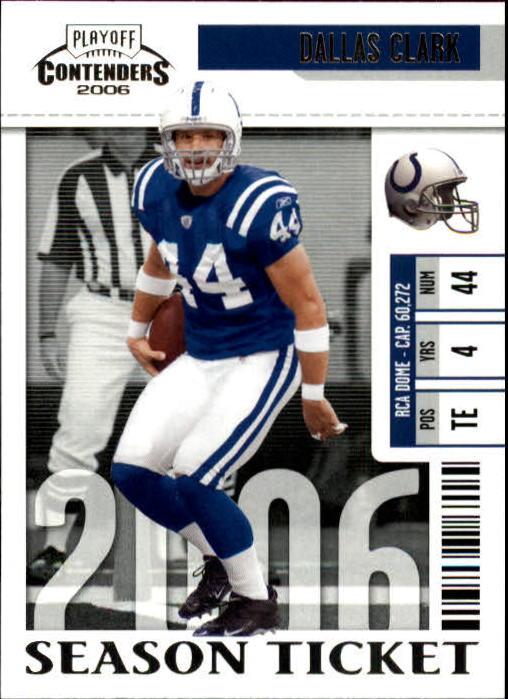 PLAYOFF
CONTENDERS
2006
DALLAS CLARK
44
44
RCA DOME - CAP. 60,272
NUM 44
YRS 4
POS TE
2006
SEASON TICKET